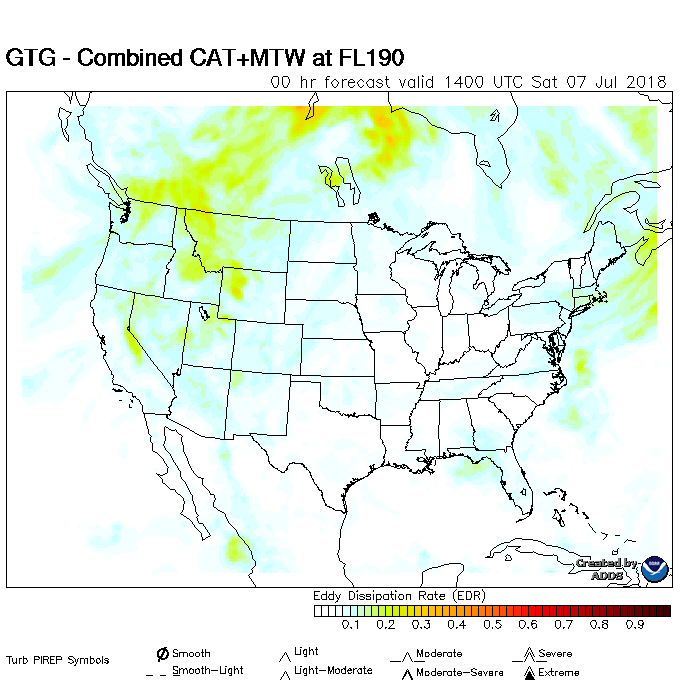 GTG - Combined CAT+MTW at FL190
00 hr forecast valid 1400 UTC Sat 07 Jul 2018
Created by
ADDS
Eddy Dissipation Rate (EDR)
0.1 0.2 0.3 0.4 0.5 0.6 0.7 0.8 0.9
Turb PIREP Symbols
Smooth Light Moderate Severe
Smooth-Light Light-Moderate Moderate-Severe Extreme